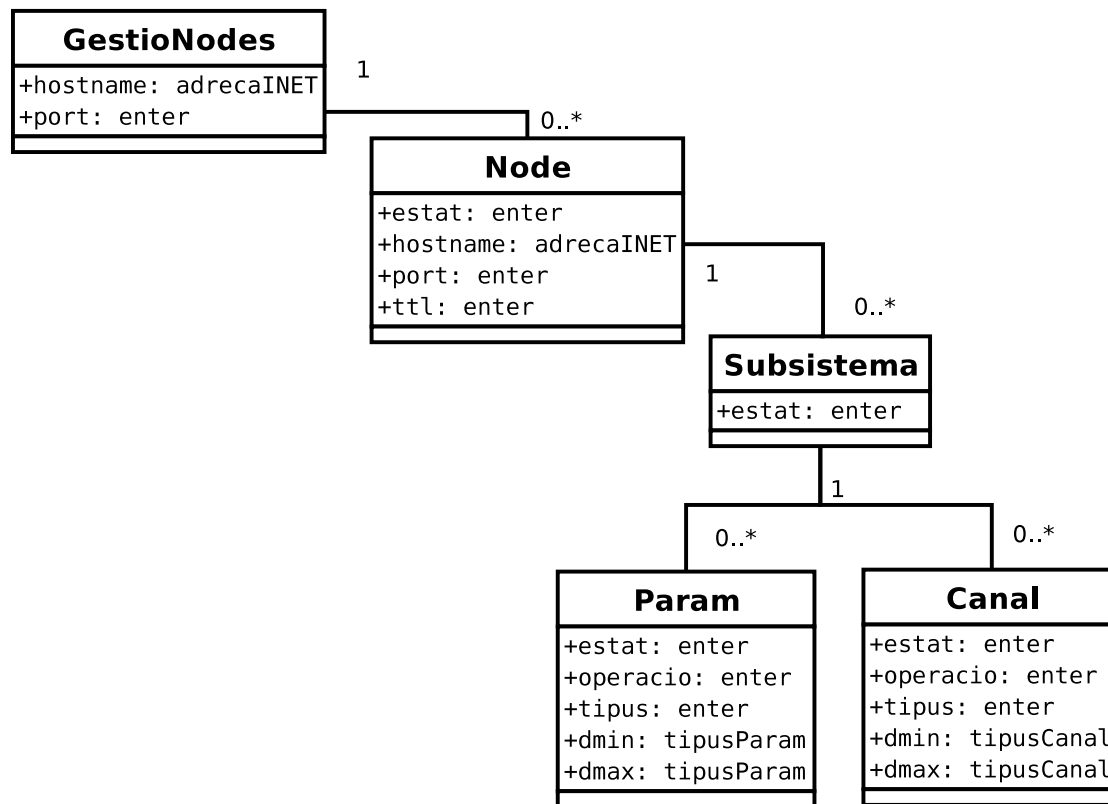 GestioNodes
+hostname: adrecaINET
+port: enter
1
0..*
Node
+estat: enter
+hostname: adrecaINET
+port: enter
+ttl: enter
1
0..*
Subsistema
+estat: enter
1
0..*
0..*
Param
+estat: enter
+operacio: enter
+tipus: enter
+dmin: tipusParam
+dmax: tipusParam
Canal
+estat: enter
+operacio: enter
+tipus: enter
+dmin: tipusCanal
+dmax: tipusCanal